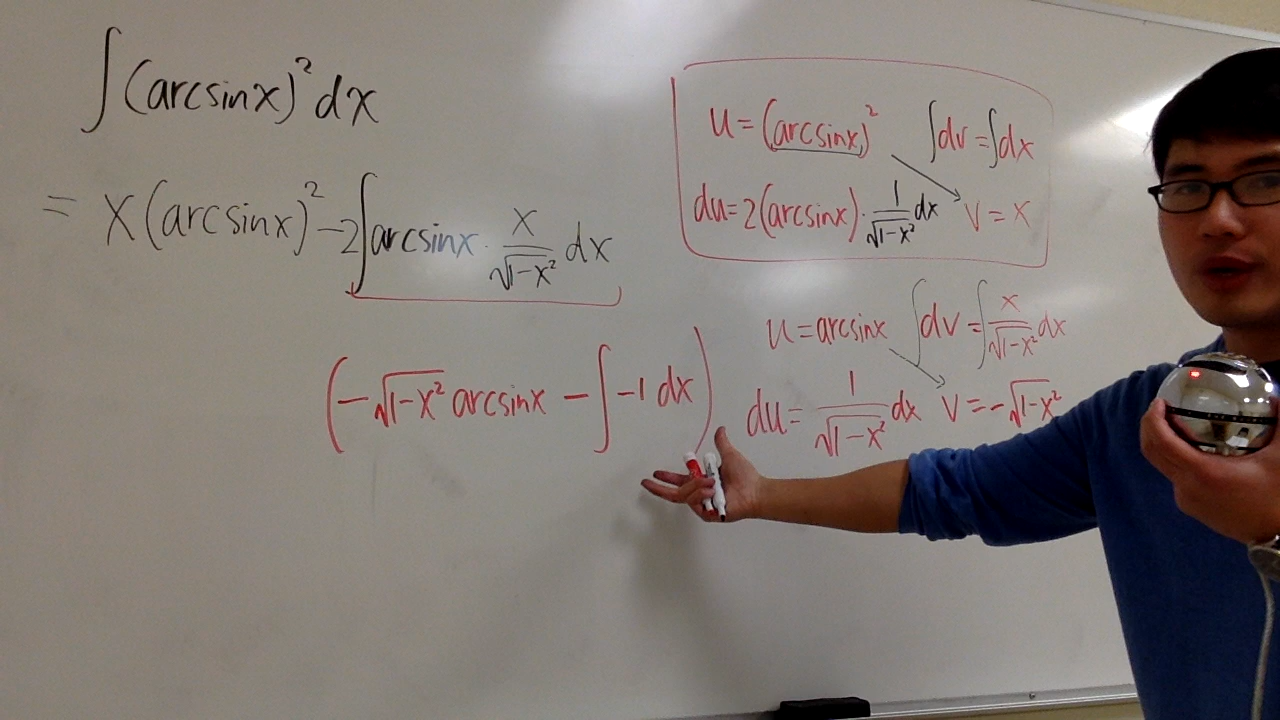 ∫(arcsinx)² dx
= x(arcsinx)² - 2∫arcsinx · x/√(1-x²) dx
(-√(1-x²) arcsinx - ∫-1 dx)
u = (arcsinx)² ∫dv = ∫dx
du = 2(arcsinx) · 1/√(1-x²) dx v = x
u = arcsinx ∫dv = ∫x/√(1-x²) dx
du = 1/√(1-x²) dx v = -√(1-x²)